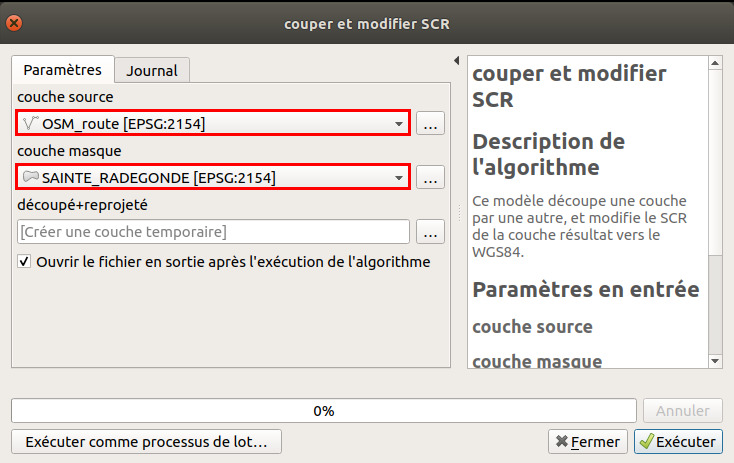 couper et modifier SCR
Paramètres
Journal
couche source
OSM_route [EPSG:2154]
...
couche masque
SAINTE_RADEGONDE [EPSG:2154]
...
découpé+reprojeté
[Créer une couche temporaire]
...
Ouvrir le fichier en sortie après l'exécution de l'algorithme
couper et modifier
SCR
Description de
l'algorithme
Ce modèle découpe une couche
par une autre, et modifie le SCR
de la couche résultat vers le
WGS84.
Paramètres en entrée
couche source
couche masque
0%
Annuler
Exécuter comme processus de lot...
Fermer
Exécuter